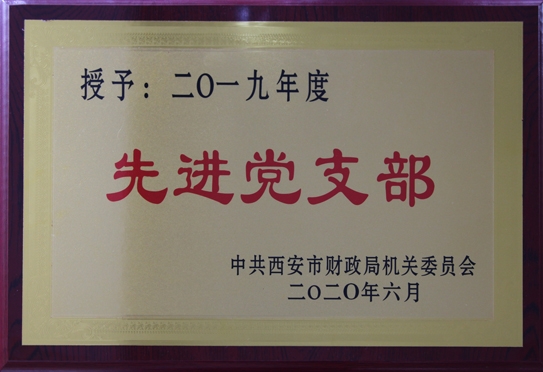 授予：二〇一九年度
先进党支部
中共西安市财政局机关委员会
二〇二〇年六月